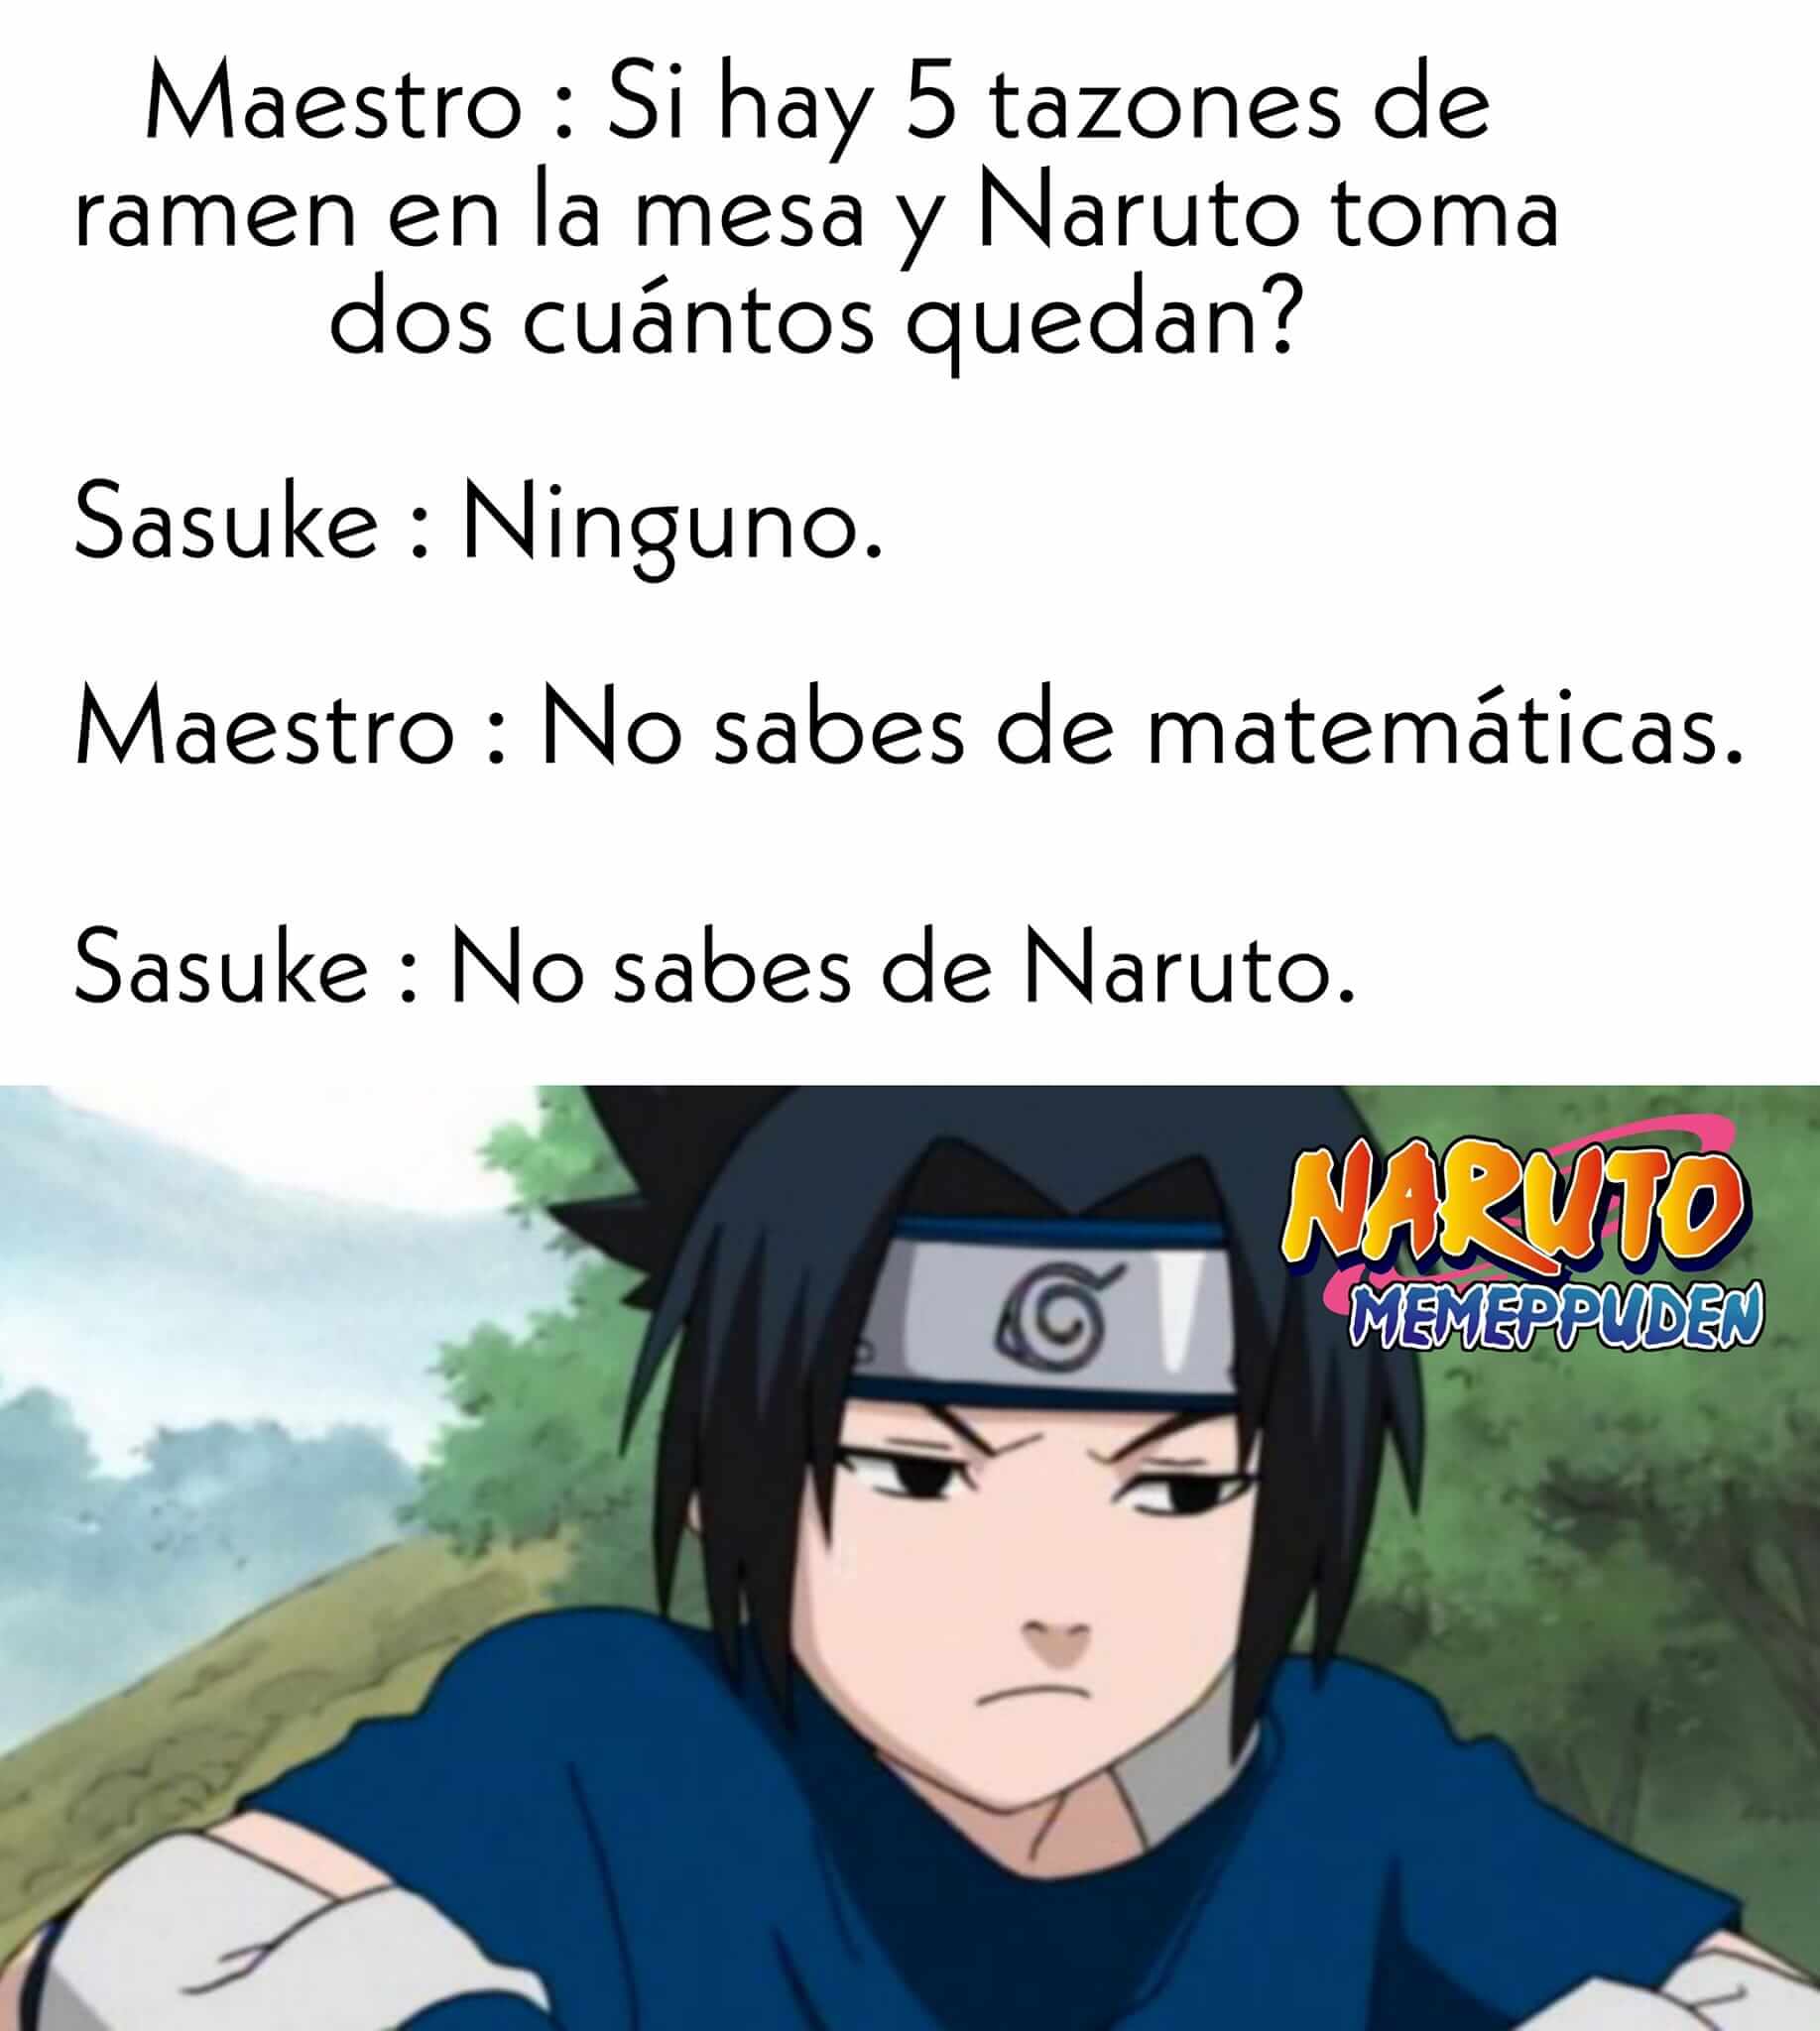 Maestro : Si hay 5 tazones de
ramen en la mesa y Naruto toma
dos cuántos quedan?
Sasuke : Ninguno.
Maestro : No sabes de matemáticas.
Sasuke : No sabes de Naruto.
NARUTO
MEMEPPUDEN